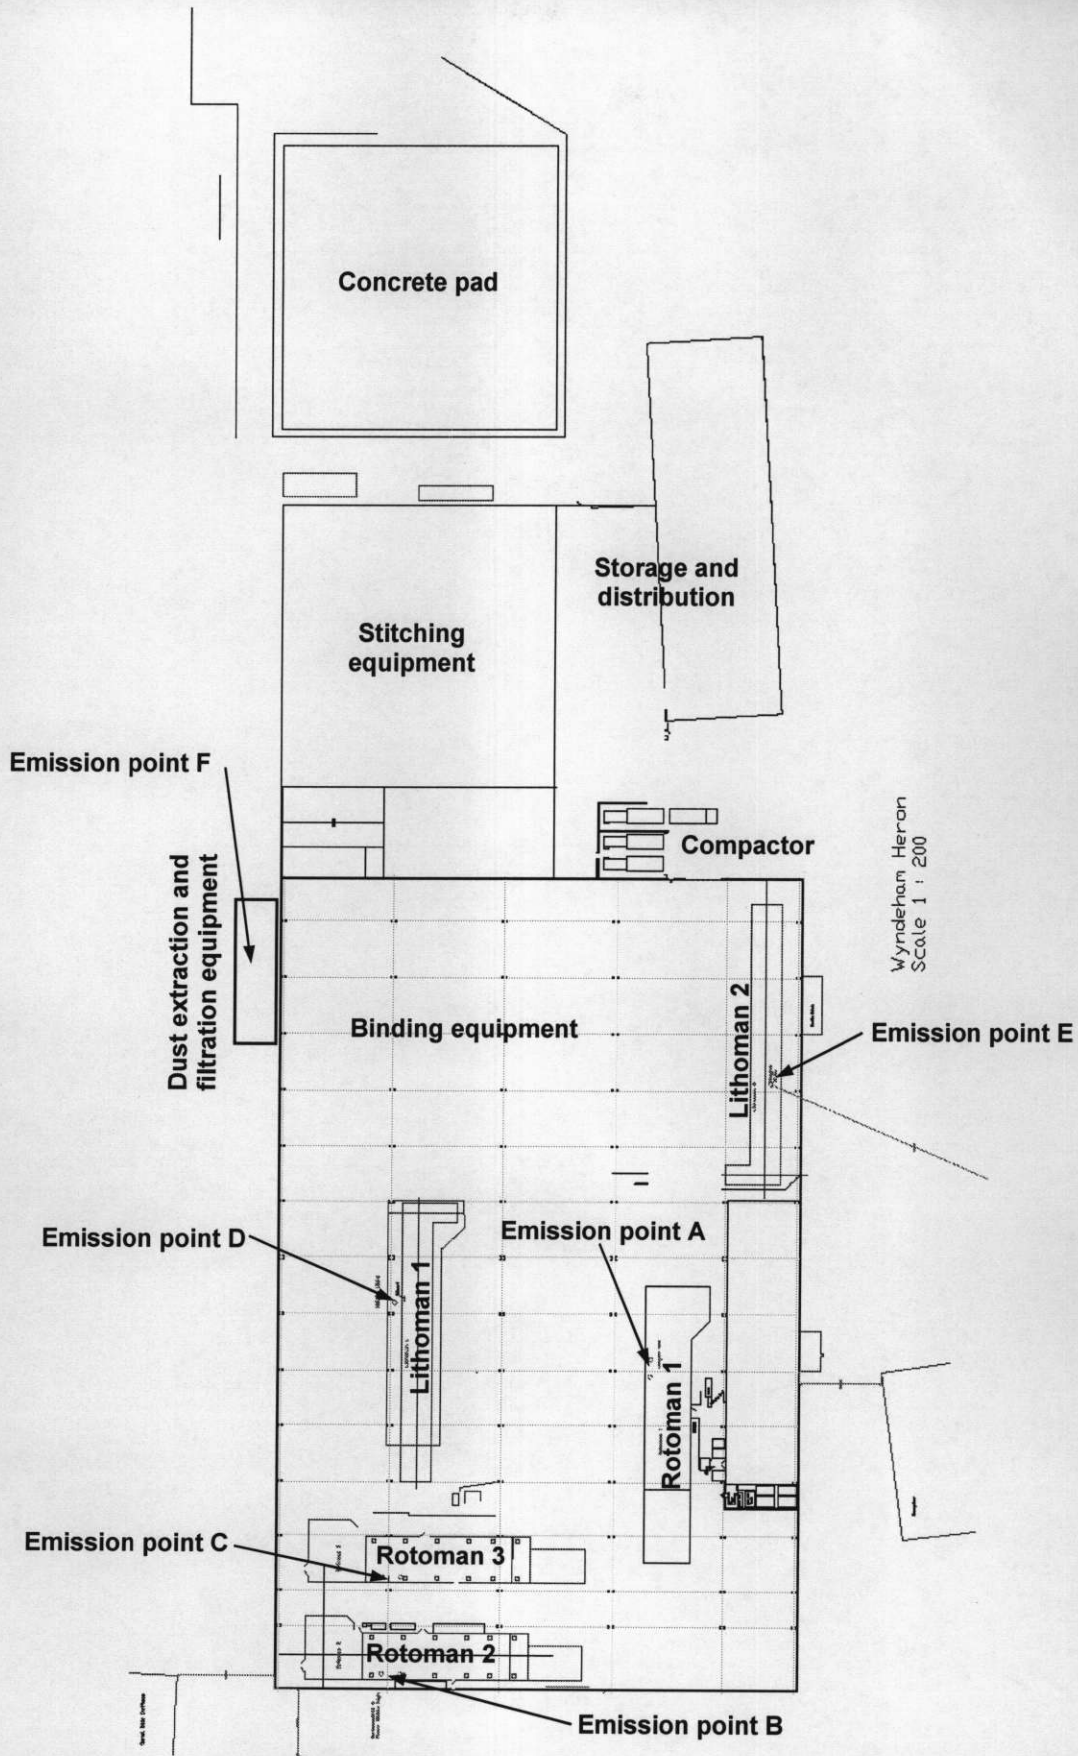 Concrete pad
Storage and
distribution
Stitching
equipment
Emission point F
Dust extraction and
filtration equipment
Compactor
Wyndeham Heron
Scale 1 : 200
Binding equipment
Lithoman 2
Emission point E
Emission point D
Lithoman 1
Emission point A
Rotoman 1
Emission point C
Rotoman 3
Rotoman 2
Emission point B